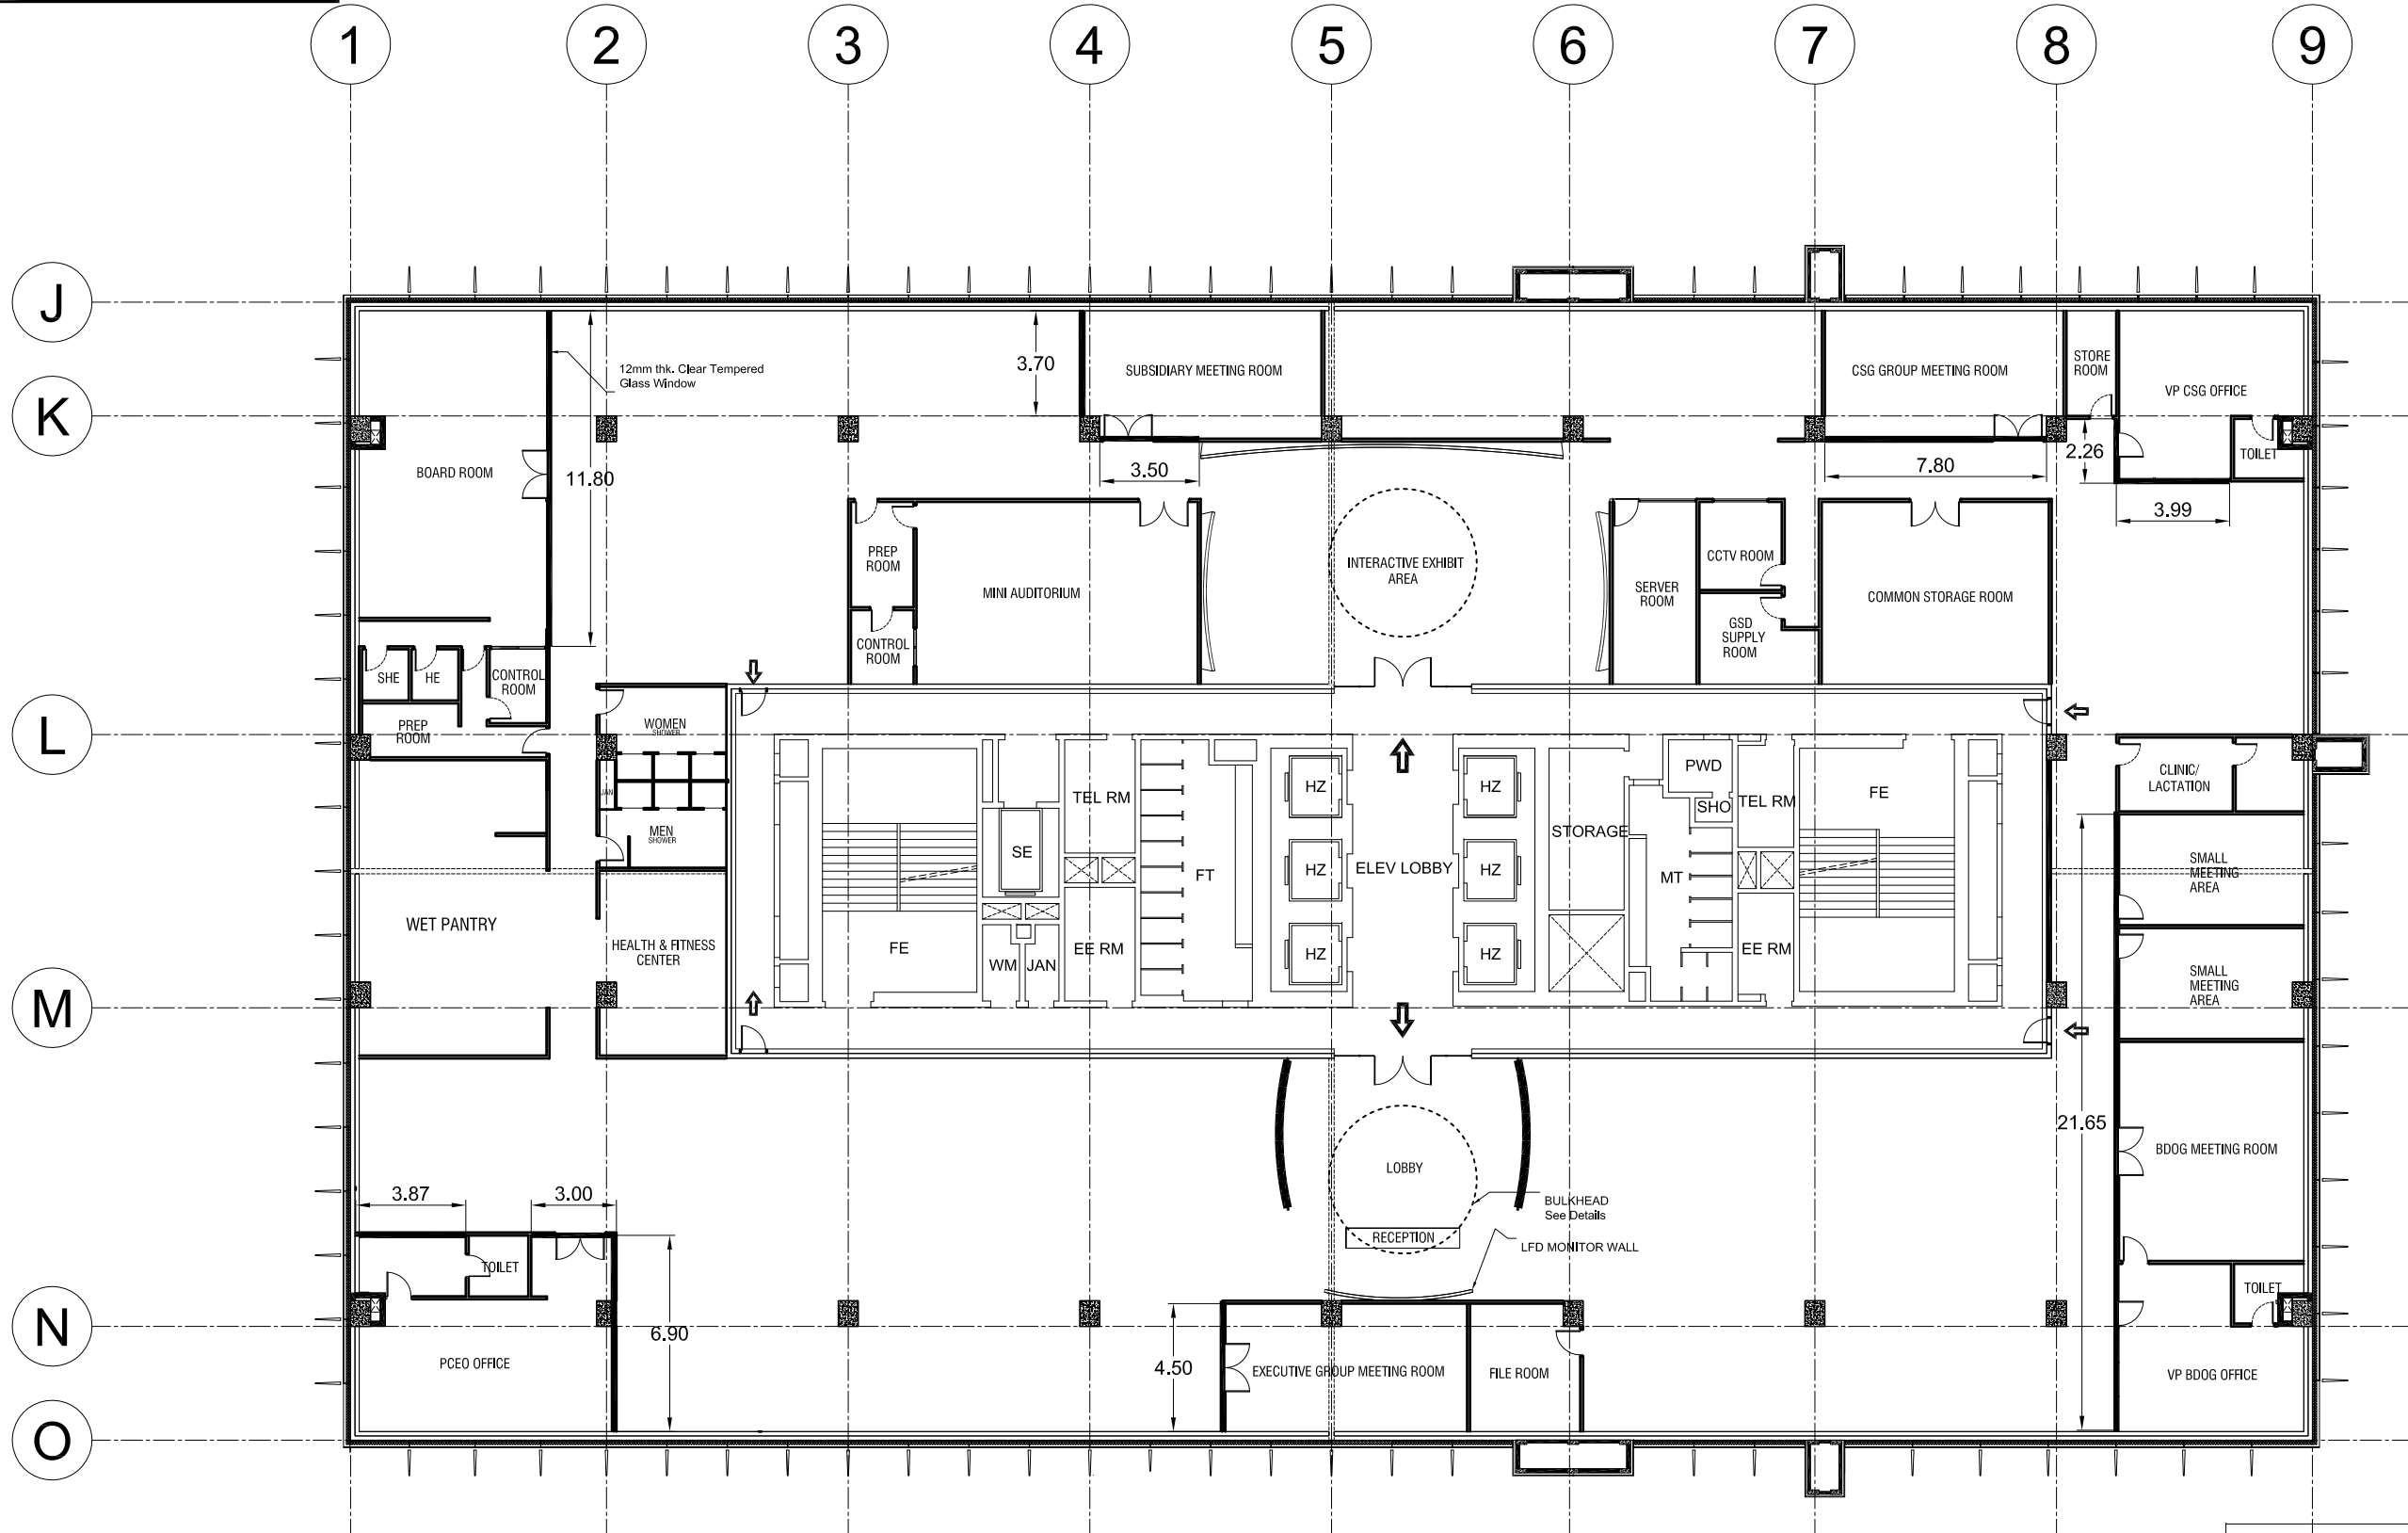 1 2 3 4 5 6 7 8 9
J
K
L
M
N
O
12mm thk. Clear Tempered
Glass Window
3.70
SUBSIDIARY MEETING ROOM
CSG GROUP MEETING ROOM
STORE
ROOM
VP CSG OFFICE
BOARD ROOM
11.80
3.50
7.80
2.26
TOILET
3.99
PREP
ROOM
MINI AUDITORIUM
INTERACTIVE EXHIBIT
AREA
CCTV ROOM
SERVER
ROOM
COMMON STORAGE ROOM
GSD
SUPPLY
ROOM
CONTROL
ROOM
SHE
HE
CONTROL
ROOM
PREP
ROOM
WOMEN
SHOWER
JAN
MEN
SHOWER
TEL RM
HZ
HZ
PWD
SHO
TEL RM
FE
CLINIC/
LACTATION
SE
STORAGE
FT
HZ
ELEV LOBBY
HZ
MT
SMALL
MEETING
AREA
WET PANTRY
HEALTH & FITNESS
CENTER
FE
WM
JAN
EE RM
HZ
HZ
EE RM
SMALL
MEETING
AREA
21.65
BDOG MEETING ROOM
LOBBY
3.87
3.00
BULKHEAD
See Details
RECEPTION
LFD MONITOR WALL
TOILET
TOILET
6.90
PCEO OFFICE
4.50
EXECUTIVE GROUP MEETING ROOM
FILE ROOM
VP BDOG OFFICE